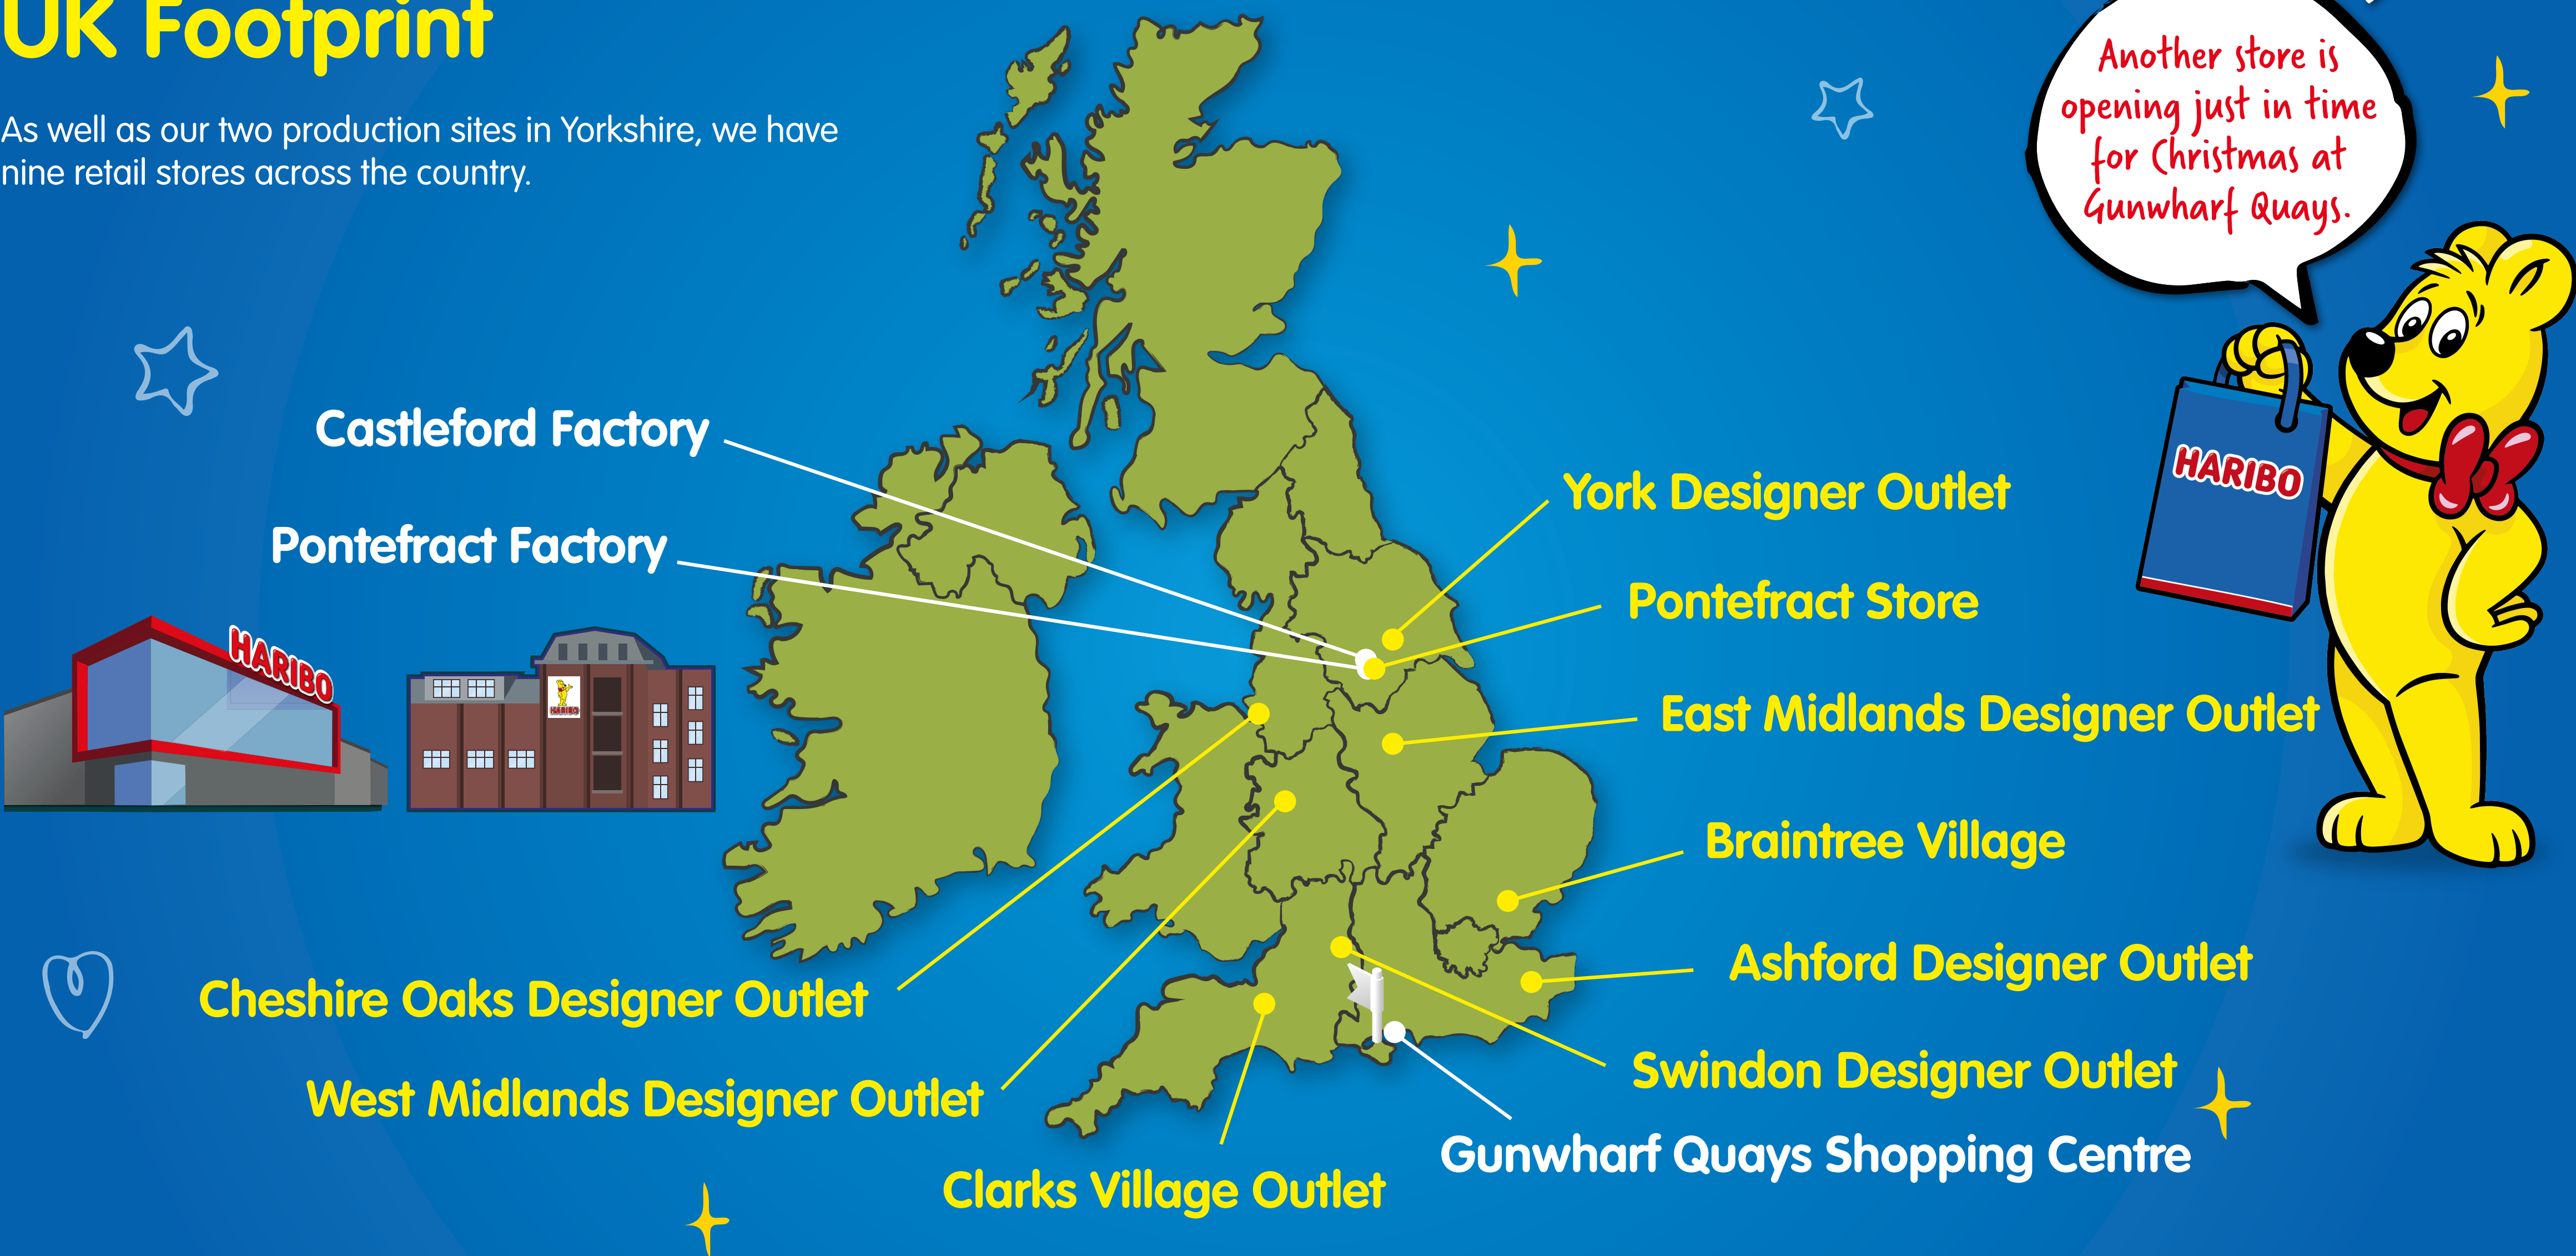 UK Footprint
As well as our two production sites in Yorkshire, we have
nine retail stores across the country.
Another store is
opening just in time
for Christmas at
Gunwharf Quays.
Castleford Factory
Pontefract Factory
HARIBO
HARIBO
HARIBO
York Designer Outlet
Pontefract Store
East Midlands Designer Outlet
Braintree Village
Ashford Designer Outlet
Swindon Designer Outlet
Gunwharf Quays Shopping Centre
Cheshire Oaks Designer Outlet
West Midlands Designer Outlet
Clarks Village Outlet